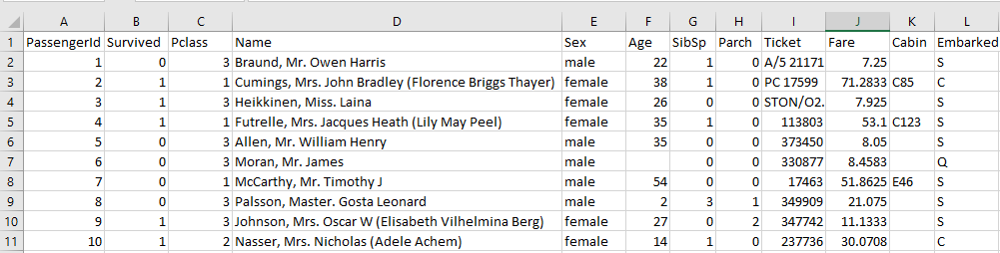 A B C D E F G H I J K L
1 PassengerId Survived Pclass Name Sex Age SibSp Parch Ticket Fare Cabin Embarked
2 1 0 3 Braund, Mr. Owen Harris male 22 1 0 A/5 21171 7.25 S
3 2 1 1 Cumings, Mrs. John Bradley (Florence Briggs Thayer) female 38 1 0 PC 17599 71.2833 C85 C
4 3 1 3 Heikkinen, Miss. Laina female 26 0 0 STON/O2. 7.925 S
5 4 1 1 Futrelle, Mrs. Jacques Heath (Lily May Peel) female 35 1 0 113803 53.1 C123 S
6 5 0 3 Allen, Mr. William Henry male 35 0 0 373450 8.05 S
7 6 0 3 Moran, Mr. James male 0 0 330877 8.4583 Q
8 7 0 1 McCarthy, Mr. Timothy J male 54 0 0 17463 51.8625 E46 S
9 8 0 3 Palsson, Master. Gosta Leonard male 2 3 1 349909 21.075 S
10 9 1 3 Johnson, Mrs. Oscar W (Elisabeth Vilhelmina Berg) female 27 0 2 347742 11.1333 S
11 10 1 2 Nasser, Mrs. Nicholas (Adele Achem) female 14 1 0 237736 30.0708 C